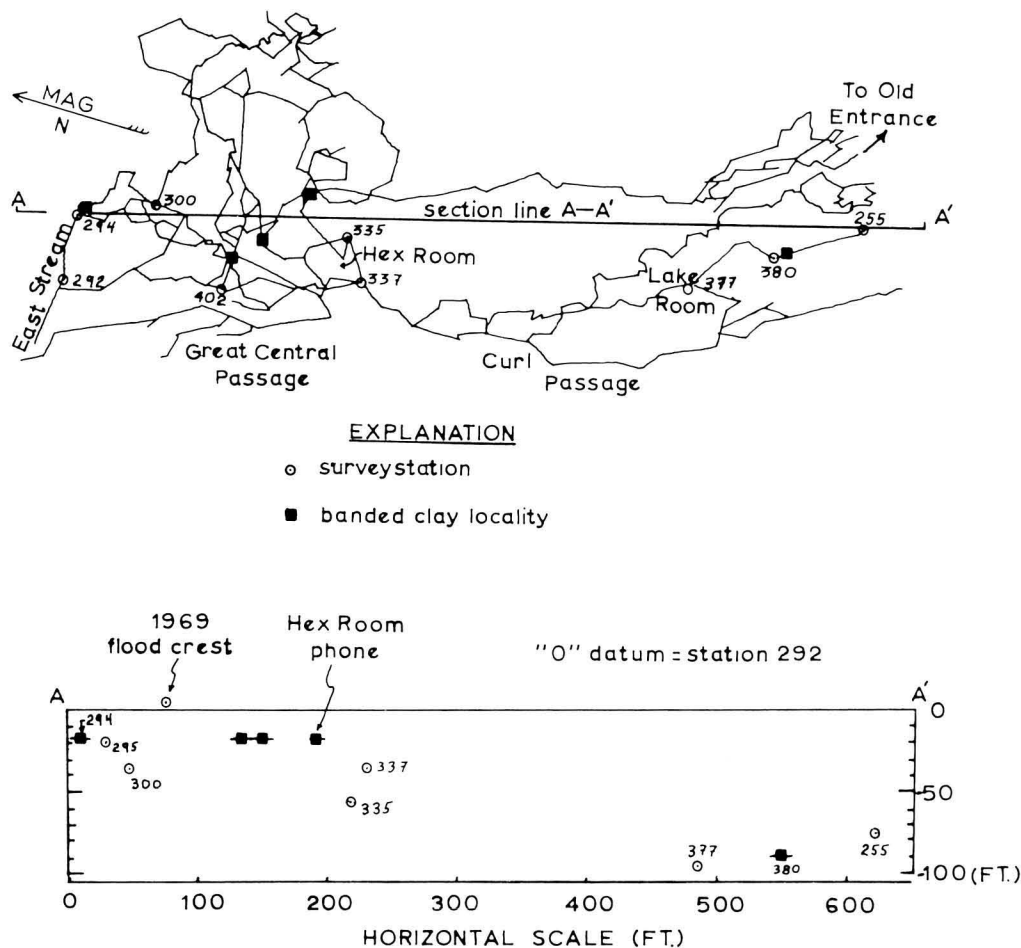 MAG
N
To Old
Entrance
A
300
section line A—A'
A'
294
335
255
Hex Room
East Stream
292
380
337
Lake
377
Room
402
Great Central
Passage
Curl
Passage
EXPLANATION
surveystation
banded clay locality
1969
flood crest
Hex Room
phone
"O" datum = station 292
A
A'
294
0
295
300
337
335
-50
377
380
255
-100 (FT.)
0 100 200 300 400 500 600
HORIZONTAL SCALE (FT.)